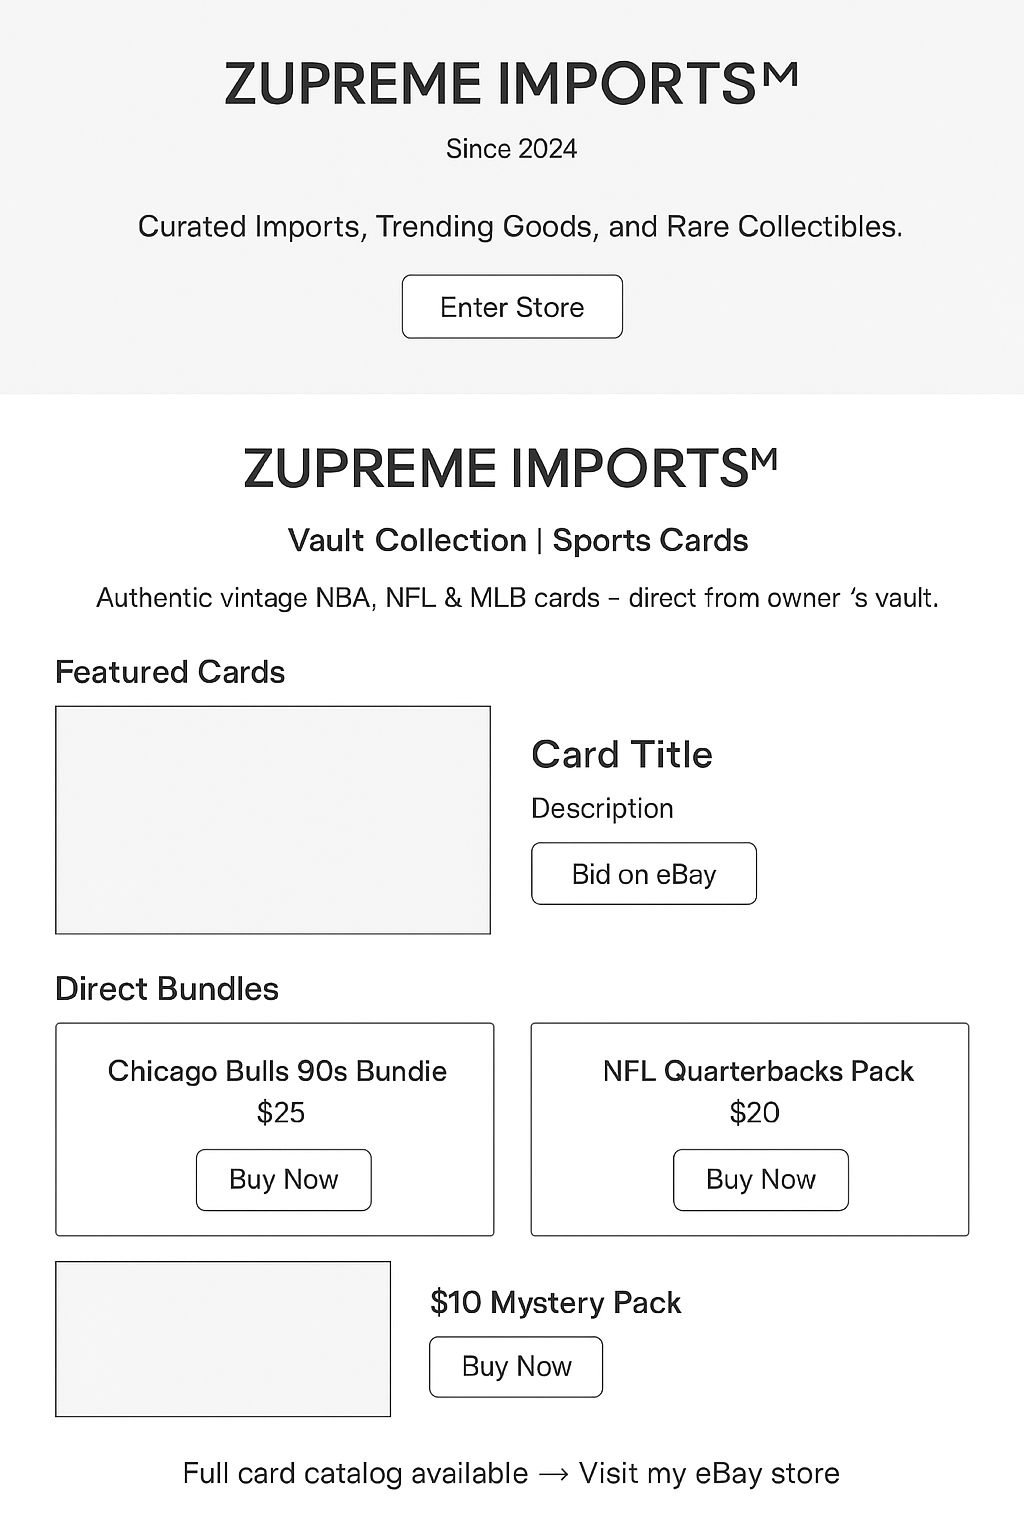 ZUPREME IMPORTSᴹ
Since 2024
Curated Imports, Trending Goods, and Rare Collectibles.
Enter Store
ZUPREME IMPORTSᴹ
Vault Collection | Sports Cards
Authentic vintage NBA, NFL & MLB cards – direct from owner ‘s vault.
Featured Cards
Card Title
Description
Bid on eBay
Direct Bundles
Chicago Bulls 90s Bundie
$25
Buy Now
NFL Quarterbacks Pack
$20
Buy Now
$10 Mystery Pack
Buy Now
Full card catalog available → Visit my eBay store